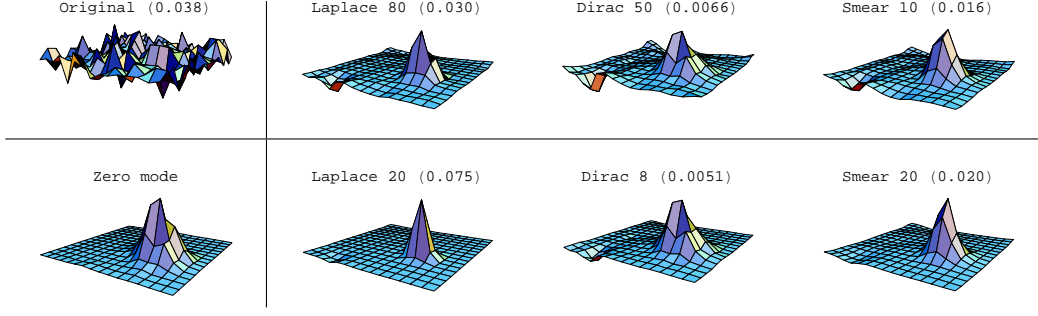 Original (0.038)
Laplace 80 (0.030)
Dirac 50 (0.0066)
Smear 10 (0.016)
Zero mode
Laplace 20 (0.075)
Dirac 8 (0.0051)
Smear 20 (0.020)